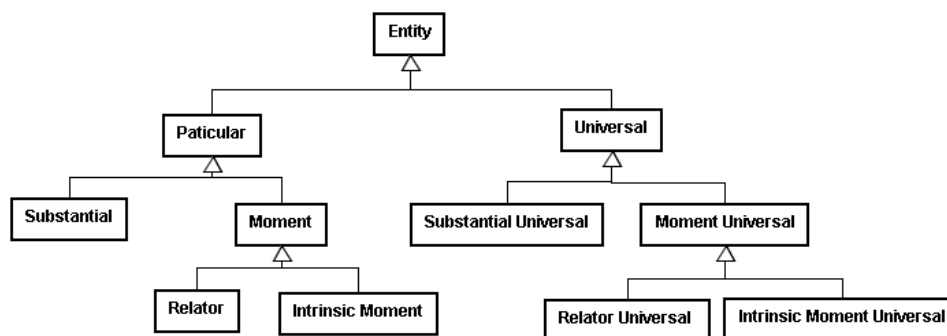 Entity
Paticular
Universal
Substantial
Moment
Substantial Universal
Moment Universal
Relator
Intrinsic Moment
Relator Universal
Intrinsic Moment Universal